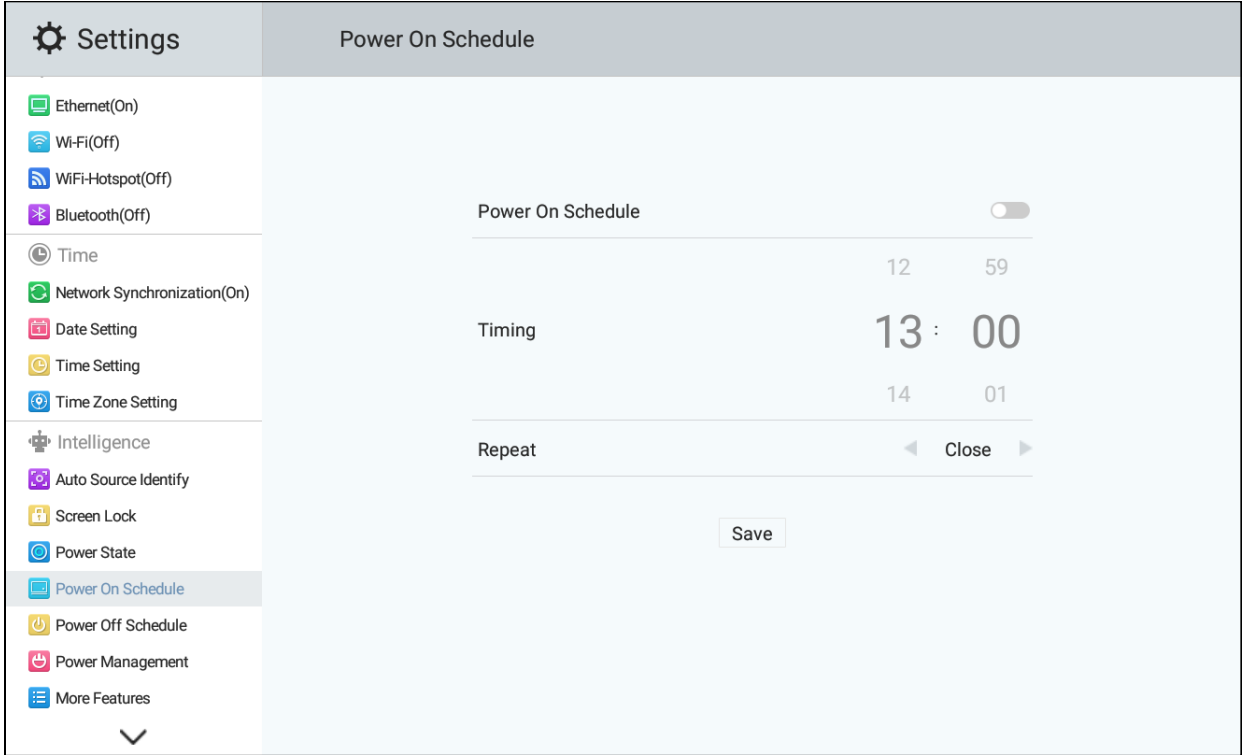 Settings
Power On Schedule
Ethernet(On)
Wi-Fi(Off)
WiFi-Hotspot(Off)
Bluetooth(Off)
Time
Network Synchronization(On)
Date Setting
Time Setting
Time Zone Setting
Intelligence
Auto Source Identify
Screen Lock
Power State
Power On Schedule
Power Off Schedule
Power Management
More Features
Power On Schedule
12 59
Timing 13 : 00
14 01
Repeat Close
Save